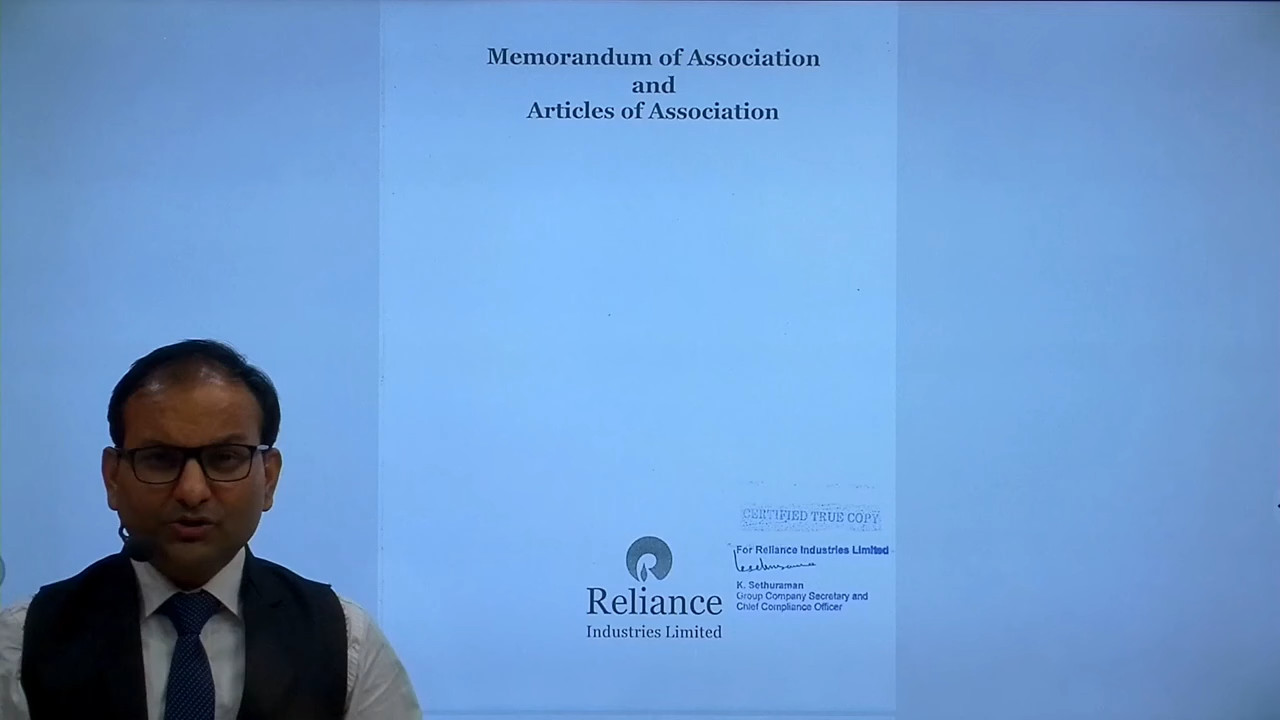 Memorandum of Association
and
Articles of Association
CERTIFIED TRUE COPY
For Reliance Industries Limited
K. Sethuraman
Group Company Secretary and
Chief Compliance Officer
Reliance
Industries Limited